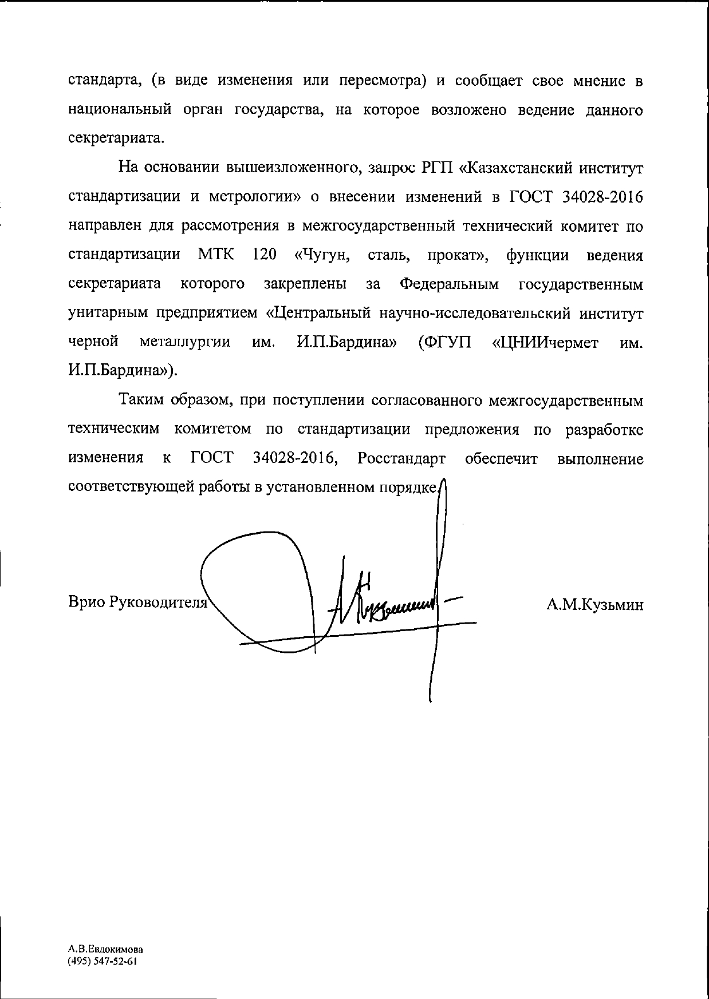 стандарта, (в виде изменения или пересмотра) и сообщает свое мнение в
национальный орган государства, на которое возложено ведение данного
секретариата.
На основании вышеизложенного, запрос РГП «Казахстанский институт
стандартизации и метрологии» о внесении изменений в ГОСТ 34028-2016
направлен для рассмотрения в межгосударственный технический комитет по
стандартизации МТК 120 «Чугун, сталь, прокат», функции ведения
секретариата которого закреплены за Федеральным государственным
унитарным предприятием «Центральный научно-исследовательский институт
черной металлургии им. И.П.Бардина» (ФГУП «ЦНИИчермет им.
И.П.Бардина»).
Таким образом, при поступлении согласованного межгосударственным
техническим комитетом по стандартизации предложения по разработке
изменения к ГОСТ 34028-2016, Росстандарт обеспечит выполнение
соответствующей работы в установленном порядке.
Врио Руководителя А.Кузьмин А.М.Кузьмин
А.В.Евдокимова
(495) 547-52-61